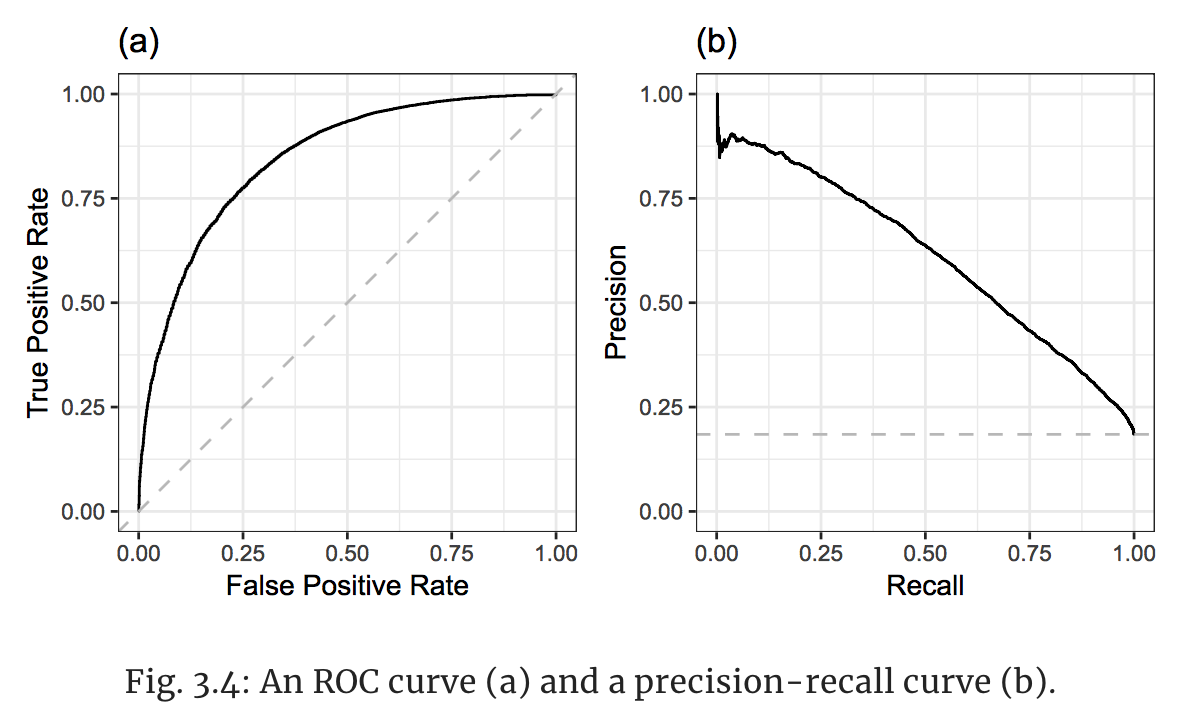 (a)
1.00
0.75
0.50
0.25
0.00
True Positive Rate
0.00 0.25 0.50 0.75 1.00
False Positive Rate
(b)
1.00
0.75
0.50
0.25
0.00
Precision
0.00 0.25 0.50 0.75 1.00
Recall
Fig. 3.4: An ROC curve (a) and a precision-recall curve (b).